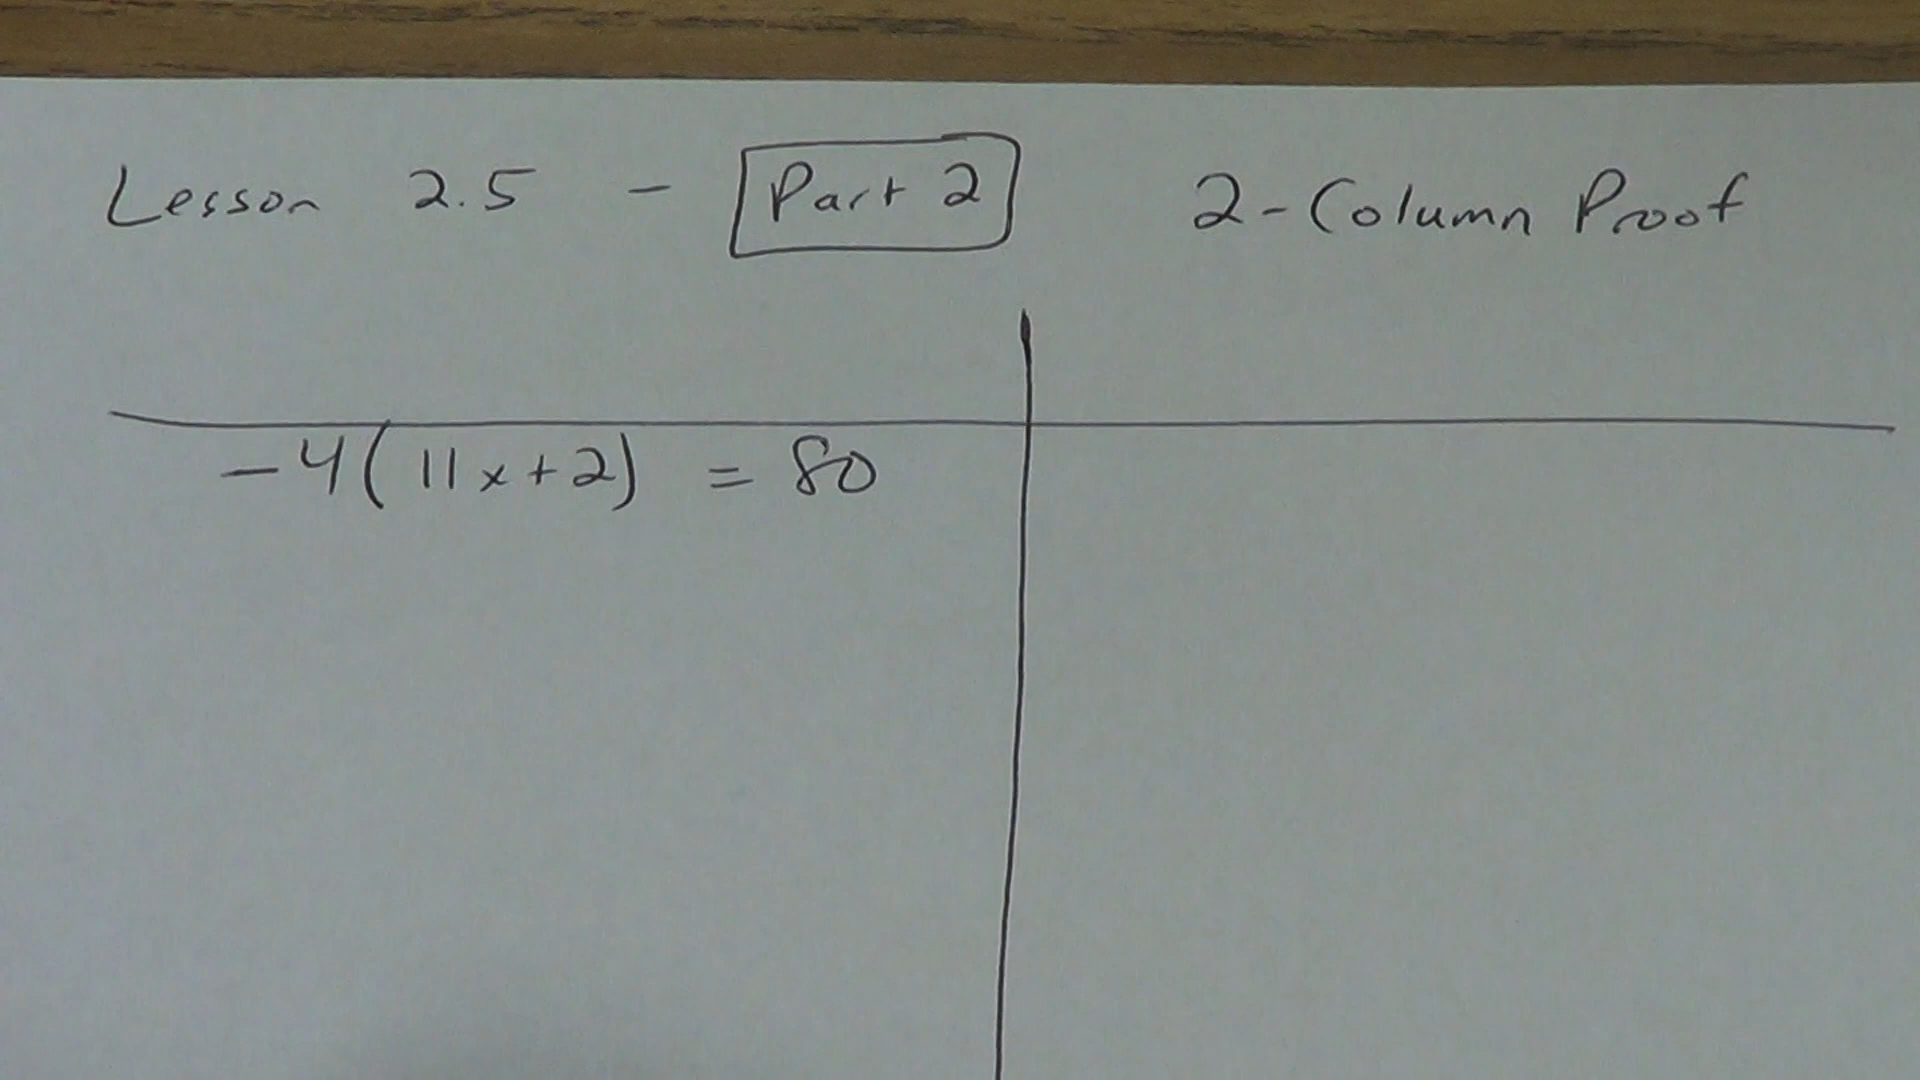 Lesson 2.5 - Part 2 2-Column Proof
-4(11x+2) = 80